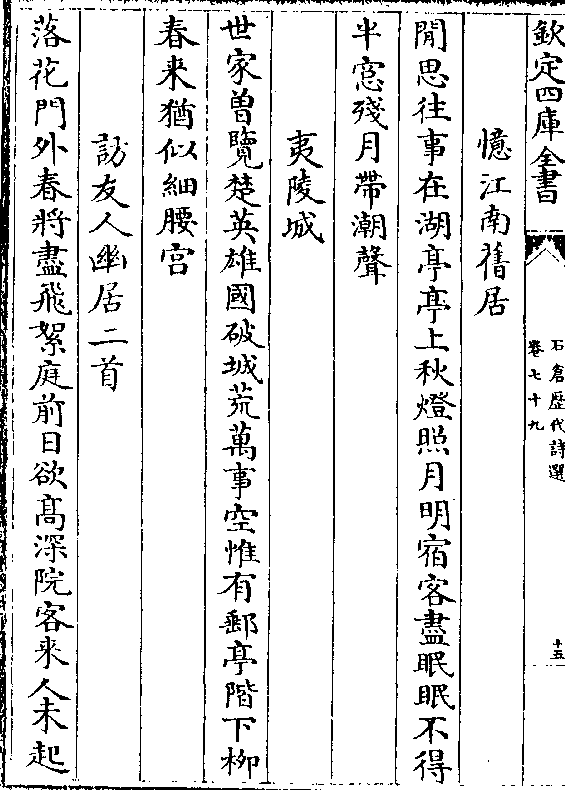 欽定四庫全書
石倉歷代詩選
卷七十九
十五
憶江南舊居
閒思往事在湖亭亭上秋燈照月明宿客盡眠眠不得
半窓殘月帶潮聲
夷陵城
世家曽覽楚英雄國破城荒萬事空惟有郵亭階下栁
春来猶似細腰宫
訪友人幽居二首
落花門外春將盡飛絮庭前日欲髙深院客来人未起